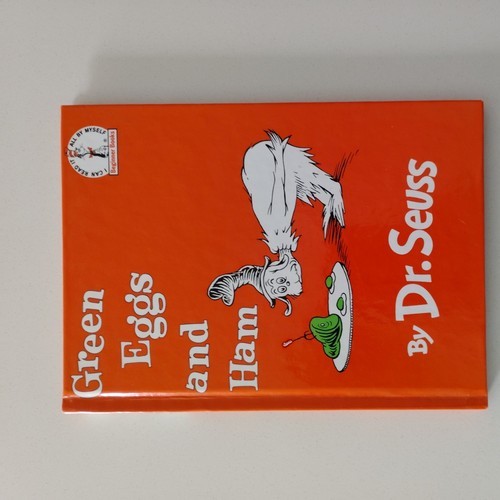 Green
Eggs
and
Ham
I CAN READ IT ALL BY MYSELF
Beginner Books
By Dr. Seuss